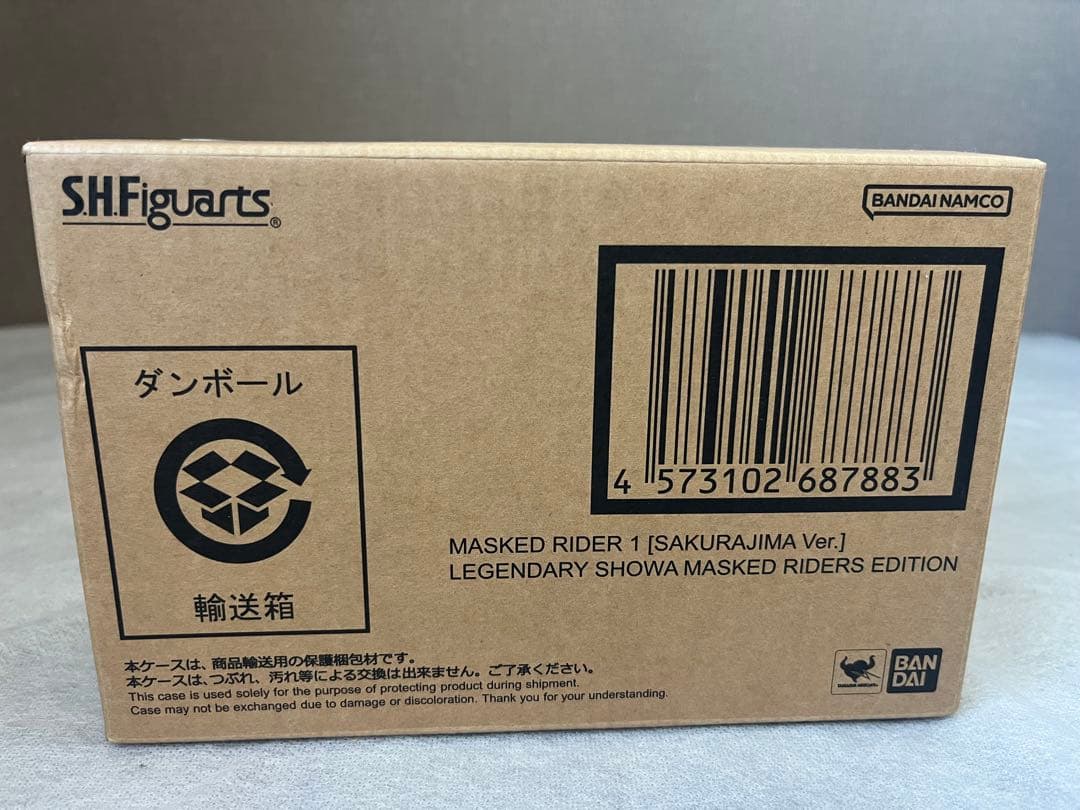 S.H.Figuarts®
BANDAI NAMCO
4 573102 687883
ダンボール
輸送箱
MASKED RIDER 1 [SAKURAJIMA Ver.]
LEGENDARY SHOWA MASKED RIDERS EDITION
本ケースは、商品輸送用の保護梱包材です。
本ケースは、つぶれ、汚れ等による交換は出来ません。ご了承ください。
This case is used solely for the purpose of protecting product during shipment.
Case may not be exchanged due to damage or discoloration. Thank you for your understanding.
BAN
DAI